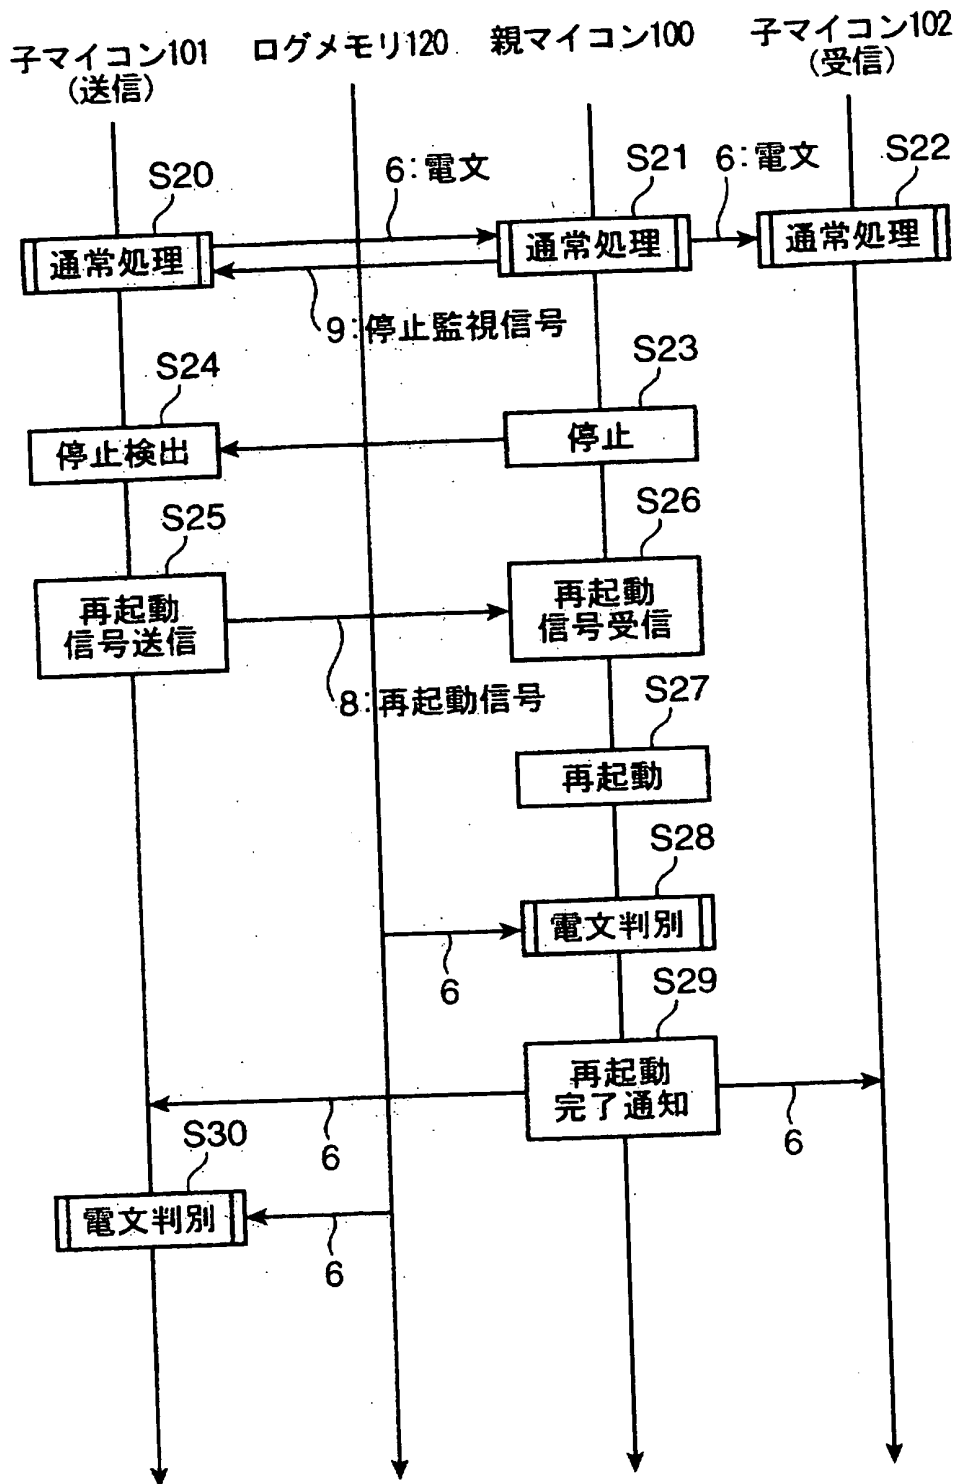 子マイコン101
(送信)
ログメモリ120
親マイコン100
子マイコン102
(受信)
S20
6:電文
S21
6:電文
S22
通常処理
通常処理
通常処理
9:停止監視信号
S24
S23
停止検出
停止
S25
S26
再起動
信号送信
再起動
信号受信
8:再起動信号
S27
再起動
S28
電文判別
6
S29
再起動
完了通知
6
6
S30
電文判別
6